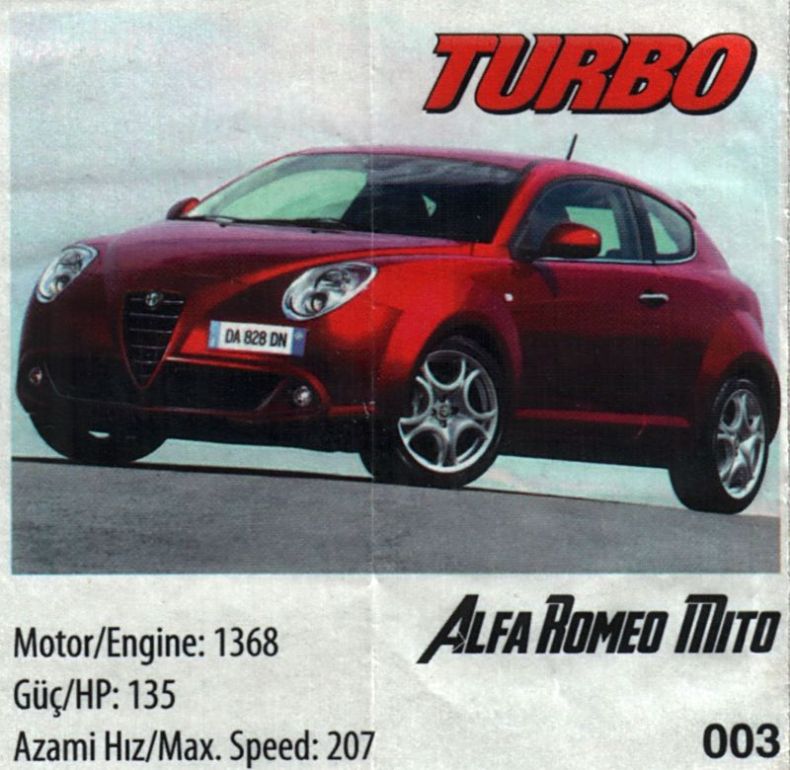 TURBO
DA 828 DN
ALFA ROMEO MITO
Motor/Engine: 1368
Güç/HP: 135
Azami Hız/Max. Speed: 207
003